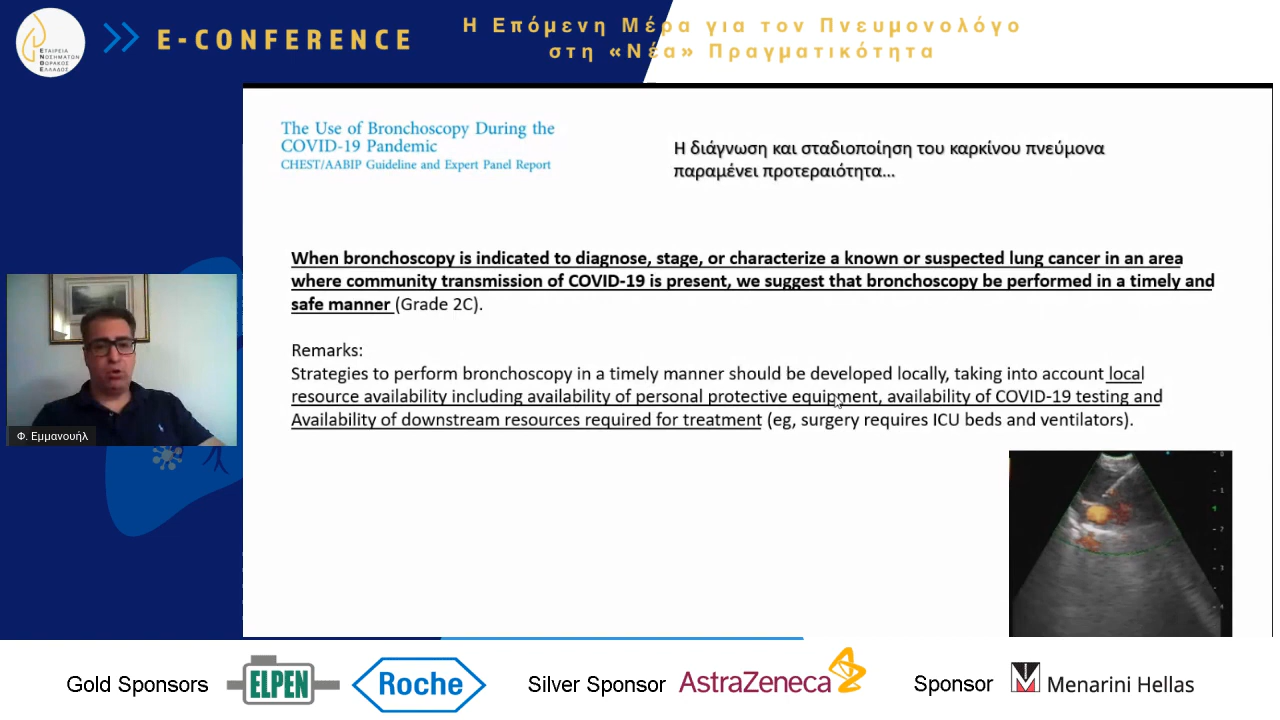 ΕΤΑΙΡΕΙΑ
ΝΟΣΗΜΑΤΩΝ
ΘΩΡΑΚΟΣ
ΕΛΛΑΔΟΣ
E-CONFERENCE
Η Επόμενη Μέρα για τον Πνευμονολόγο
στη «Νέα» Πραγματικότητα
The Use of Bronchoscopy During the
COVID-19 Pandemic
CHEST/AABIP Guideline and Expert Panel Report
Η διάγνωση και σταδιοποίηση του καρκίνου πνεύμονα
παραμένει προτεραιότητα...
When bronchoscopy is indicated to diagnose, stage, or characterize a known or suspected lung cancer in an area
where community transmission of COVID-19 is present, we suggest that bronchoscopy be performed in a timely and
safe manner (Grade 2C).
Remarks:
Strategies to perform bronchoscopy in a timely manner should be developed locally, taking into account local
resource availability including availability of personal protective equipment, availability of COVID-19 testing and
Availability of downstream resources required for treatment (eg, surgery requires ICU beds and ventilators).
Φ. Εμμανουήλ
Gold Sponsors
ELPEN
Roche
Silver Sponsor
AstraZeneca
Sponsor
Menarini Hellas